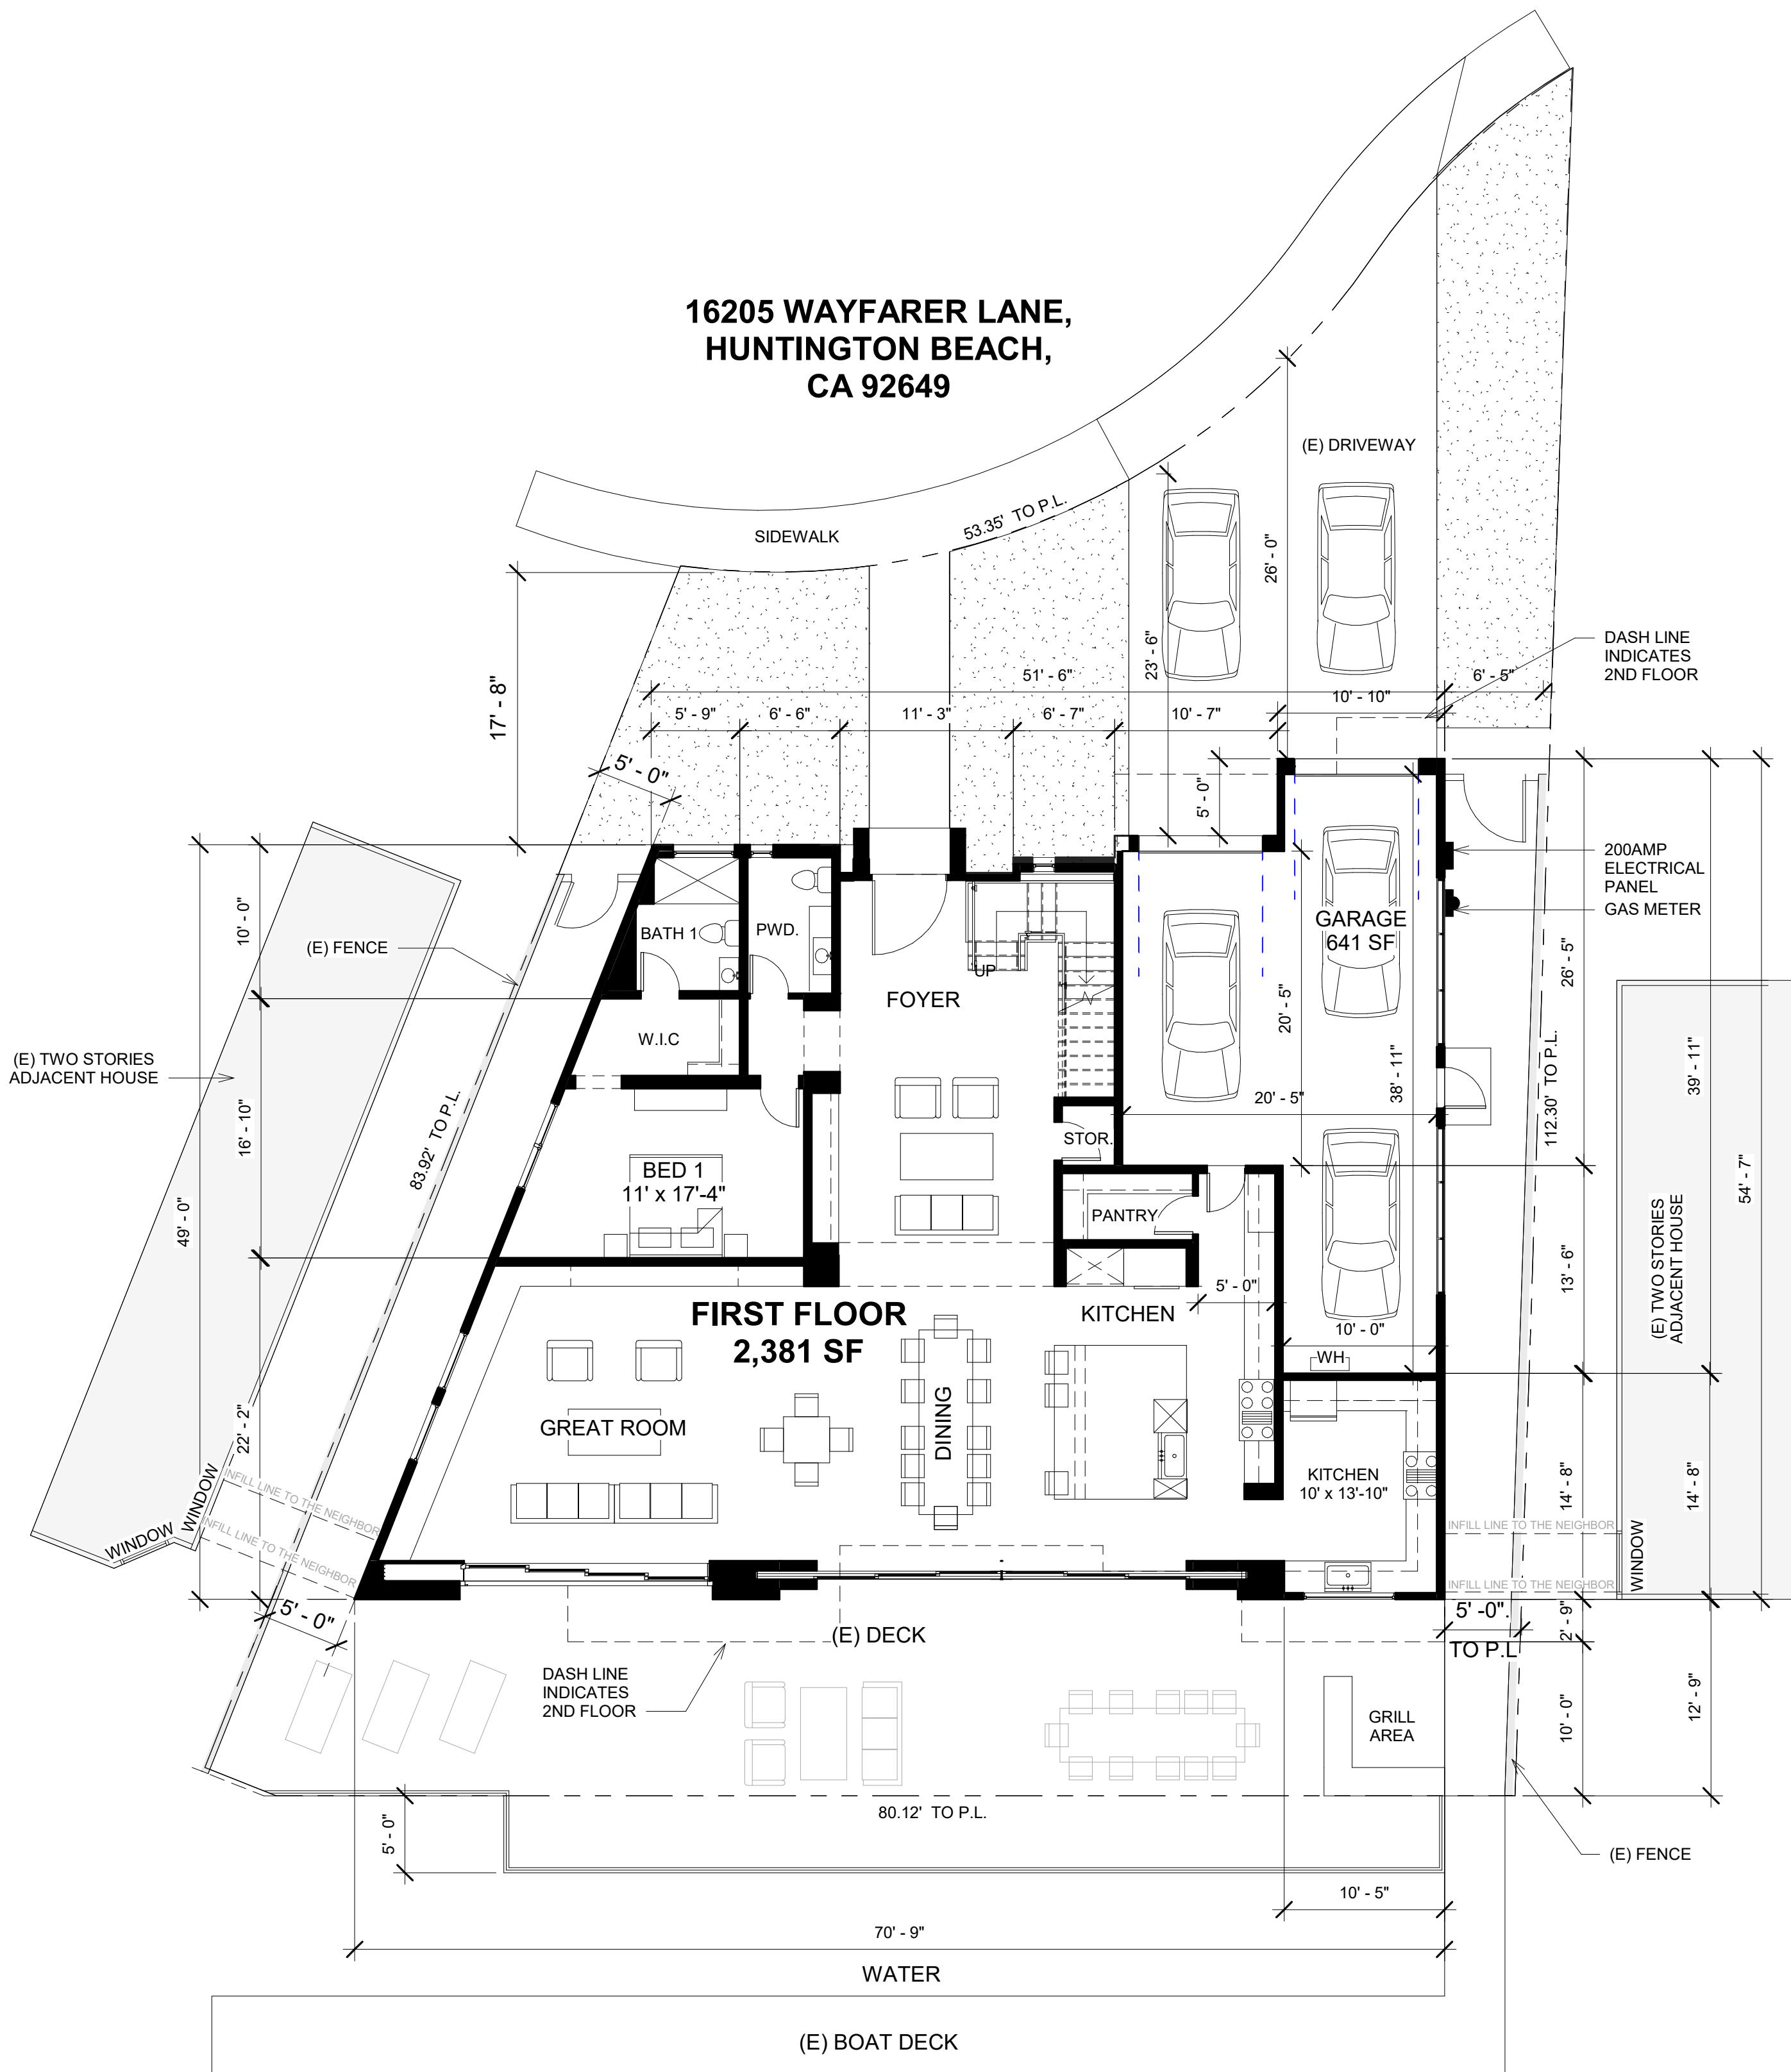 16205 WAYFARER LANE,
HUNTINGTON BEACH,
CA 92649
(E) DRIVEWAY
53.35' TO P.L.
SIDEWALK
26' - 0"
23' - 6"
17' - 8"
DASH LINE
INDICATES
2ND FLOOR
51' - 6"
6' - 5"
10' - 10"
5' - 9"
6' - 6"
11' - 3"
6' - 7"
10' - 7"
5' - 0"
5' - 0"
200AMP
ELECTRICAL
PANEL
GAS METER
GARAGE
641 SF
10' - 0"
(E) FENCE
BATH 1
PWD.
UP
FOYER
26' - 5"
20' - 5"
W.I.C
(E) TWO STORIES
ADJACENT HOUSE
38' - 11"
39' - 11"
20' - 5"
112.30' TO P.L.
16' - 10"
83.92' TO P.L.
STOR.
BED 1
11' x 17'-4"
54' - 7"
49' - 0"
PANTRY
(E) TWO STORIES
ADJACENT HOUSE
13' - 6"
5' - 0"
FIRST FLOOR
2,381 SF
KITCHEN
10' - 0"
WH
GREAT ROOM
DINING
22' - 2"
KITCHEN
10' x 13'-10"
14' - 8"
14' - 8"
WINDOW
WINDOW
INFILL LINE TO THE NEIGHBOR
INFILL LINE TO THE NEIGHBOR
INFILL LINE TO THE NEIGHBOR
INFILL LINE TO THE NEIGHBOR
WINDOW
5' - 0"
5' -0".
TO P.L
2' - 9"
(E) DECK
DASH LINE
INDICATES
2ND FLOOR
GRILL
AREA
10' - 0"
12' - 9"
80.12' TO P.L.
5' - 0"
(E) FENCE
10' - 5"
70' - 9"
WATER
(E) BOAT DECK